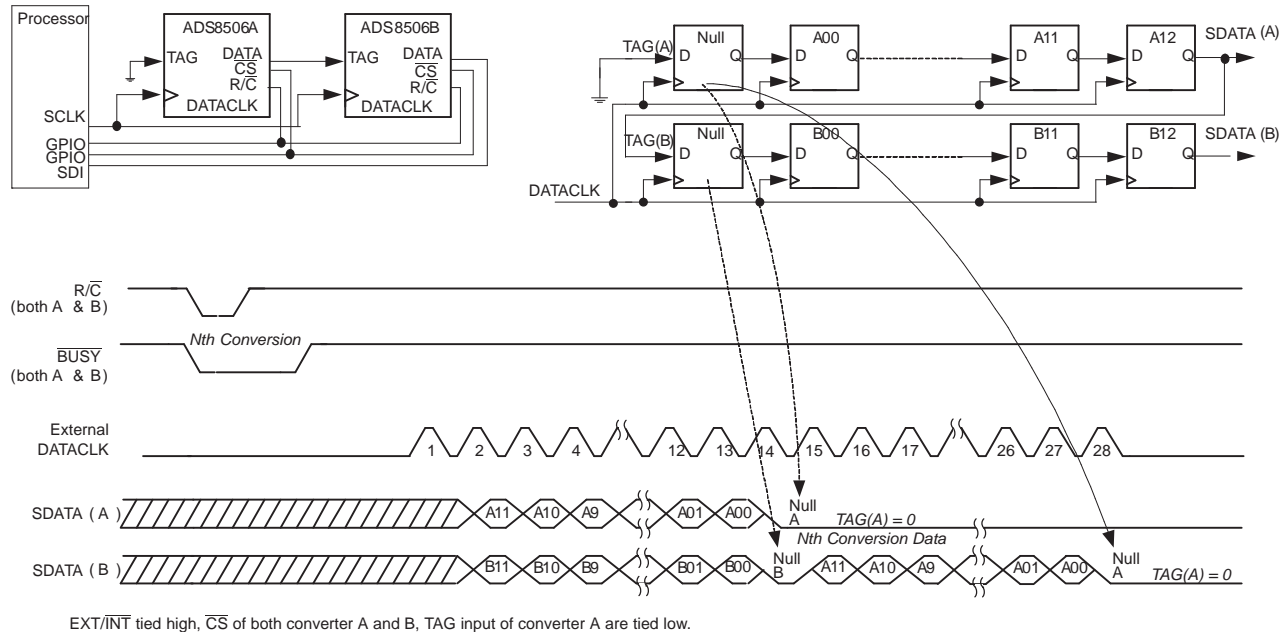 Processor
ADS8506A
ADS8506B
TAG
DATA
CS
R/C
DATACLK
TAG
DATA
CS
R/C
DATACLK
SCLK
GPIO
GPIO
SDI
TAG(A)
Null
D
Q
A00
D
Q
A11
D
Q
A12
D
Q
SDATA (A)
TAG(B)
Null
D
Q
B00
D
Q
B11
D
Q
B12
D
Q
SDATA (B)
DATACLK
R/C
(both A & B)
Nth Conversion
BUSY
(both A & B)
External
DATACLK
1 2 3 4 12 13 14 15 16 17 26 27 28
SDATA ( A )
A11 A10 A9 A01 A00
Null
A
TAG(A) = 0
Nth Conversion Data
SDATA ( B )
B11 B10 B9 B01 B00
Null
B
A11 A10 A9 A01 A00
Null
A
TAG(A) = 0
EXT/INT tied high, CS of both converter A and B, TAG input of converter A are tied low.